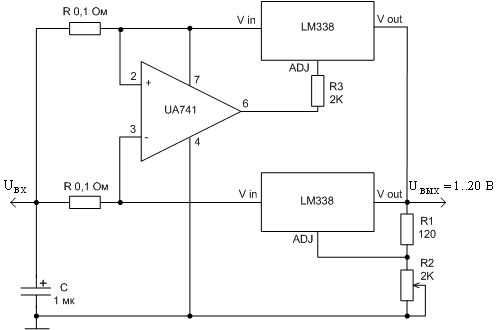 R 0,1 Ом
V in
LM338
V out
ADJ
R3
2K
2
+
7
UA741
6
3
-
4
Uвх
R 0,1 Ом
V in
LM338
V out
Uвых = 1..20 В
ADJ
R1
120
R2
2K
+
C
1 мк